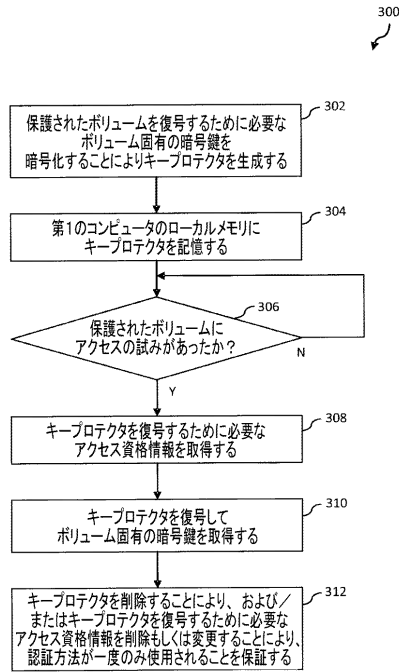 300
保護されたボリュームを復号するために必要な
ボリューム固有の暗号鍵を
暗号化することによりキープロテクタを生成する
302
第1のコンピュータのローカルメモリに
キープロテクタを記憶する
304
保護されたボリュームに
アクセスの試みがあったか？
306
N
Y
キープロテクタを復号するために必要な
アクセス資格情報を取得する
308
キープロテクタを復号して
ボリューム固有の暗号鍵を取得する
310
キープロテクタを削除することにより、および／
またはキープロテクタを復号するために必要な
アクセス資格情報を削除もしくは変更することにより、
認証方法が一度のみ使用されることを保証する
312